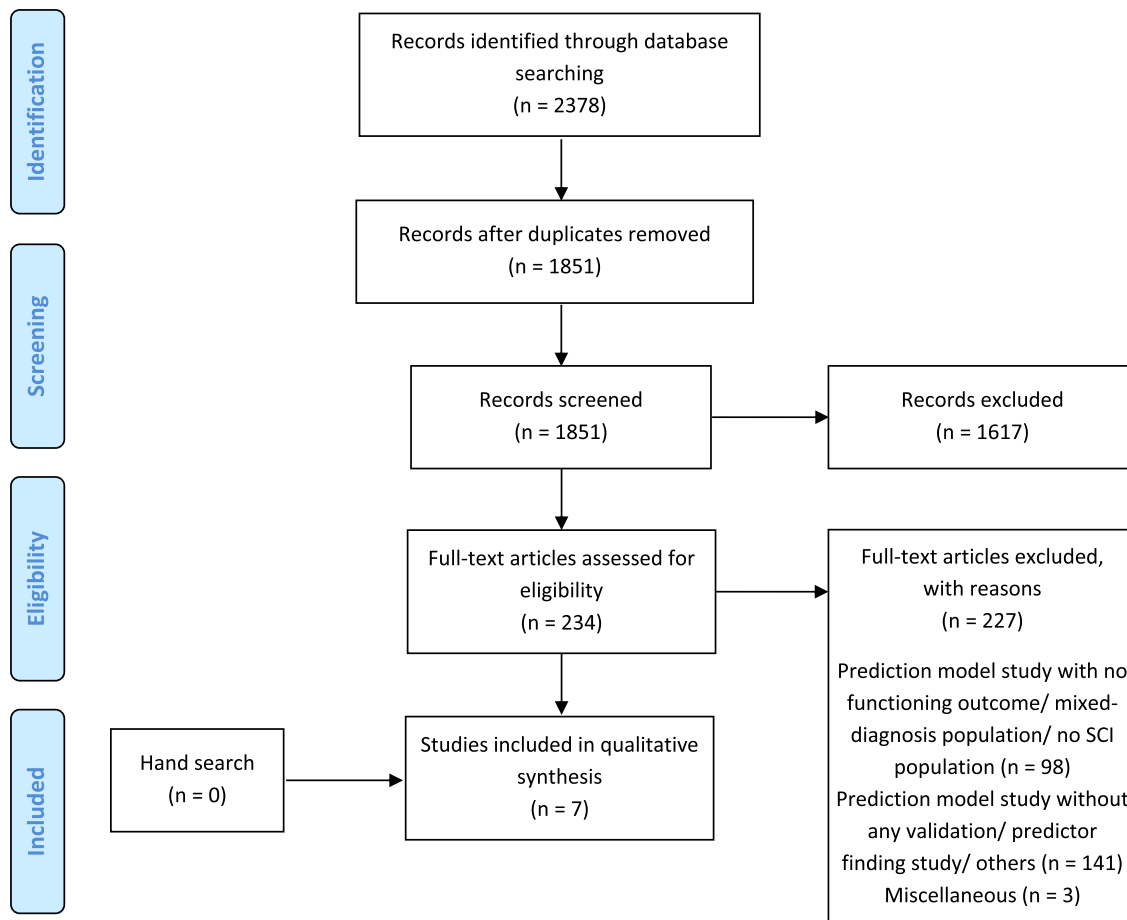 Identification
Records identified through database
searching
(n = 2378)
Records after duplicates removed
(n = 1851)
Screening
Records screened
(n = 1851)
Records excluded
(n = 1617)
Eligibility
Full-text articles assessed for
eligibility
(n = 234)
Full-text articles excluded,
with reasons
(n = 227)
Prediction model study with no
functioning outcome/ mixed-
diagnosis population/ no SCI
population (n = 98)
Prediction model study without
any validation/ predictor
finding study/ others (n = 141)
Miscellaneous (n = 3)
Included
Hand search
(n = 0)
Studies included in qualitative
synthesis
(n = 7)